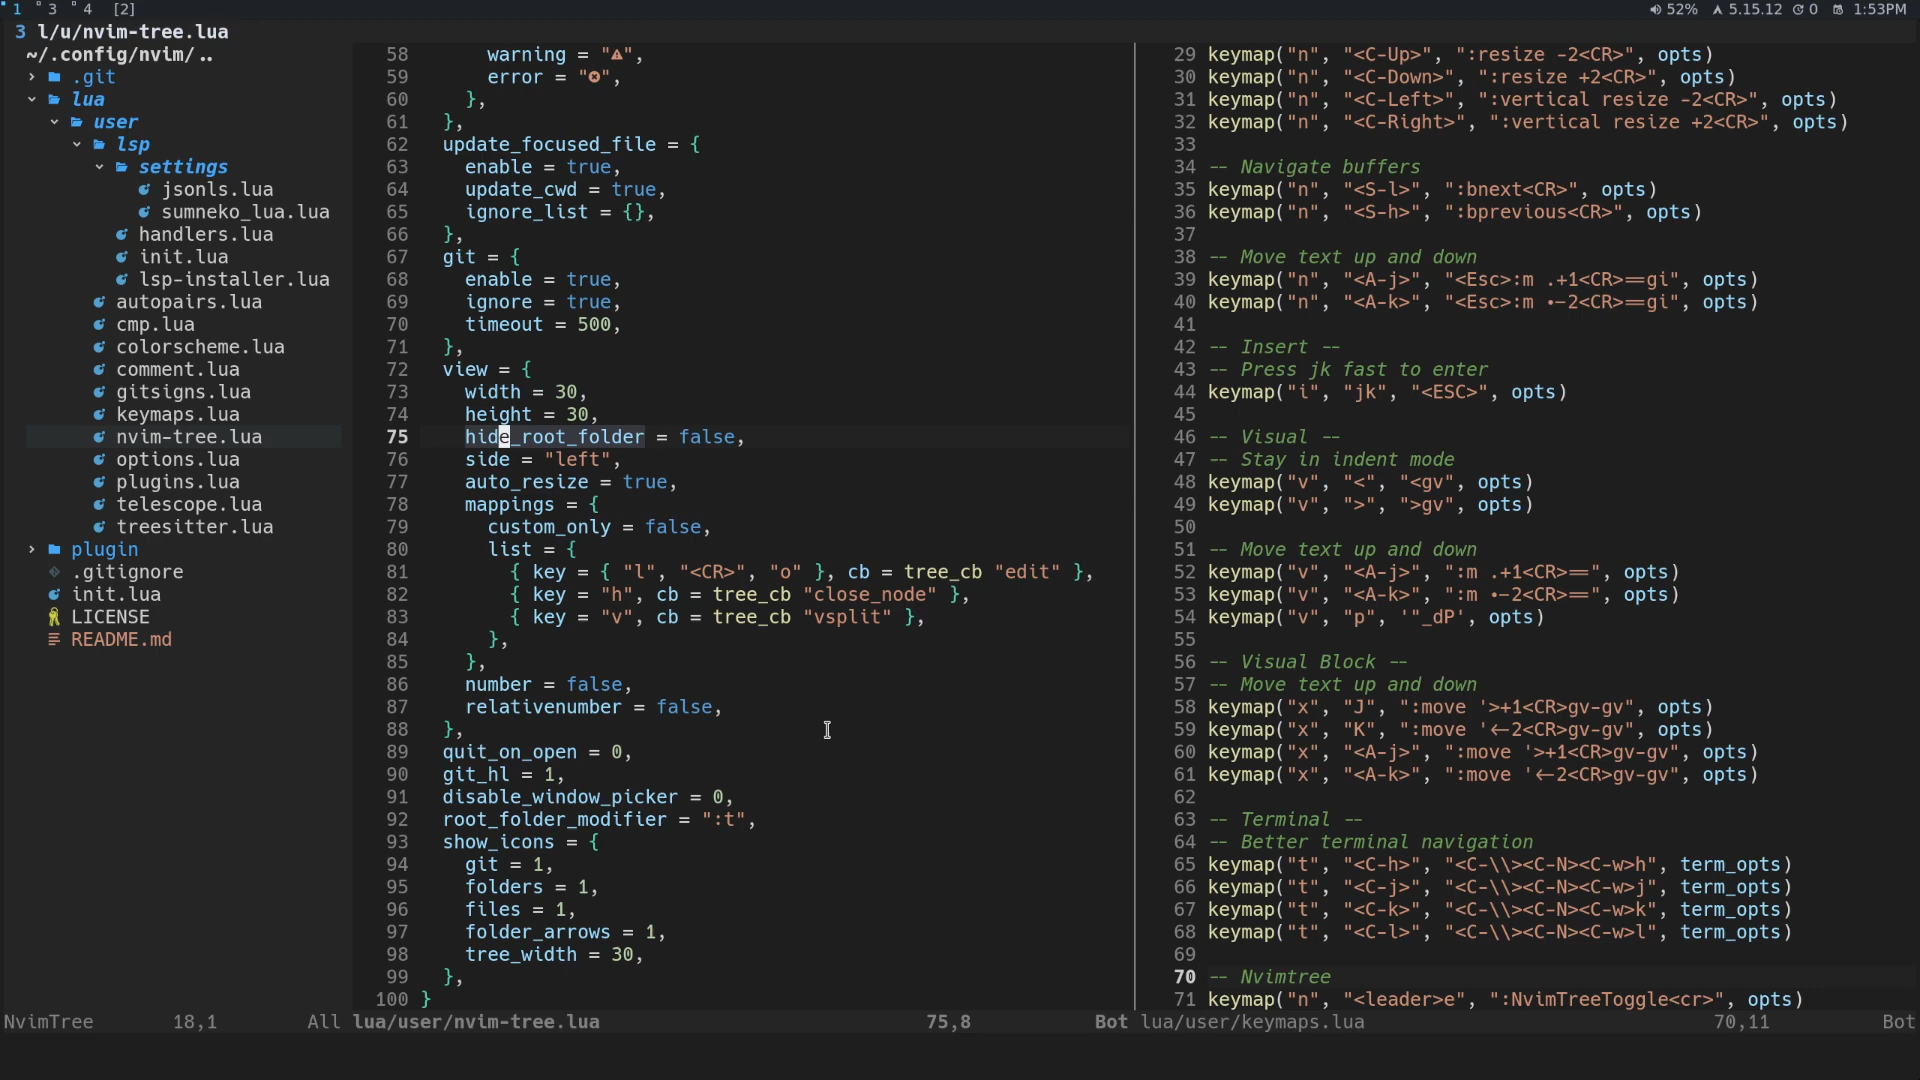 1 3 4 [2]
52% 5.15.12 0 1:53PM
3 l/u/nvim-tree.lua
~/.config/nvim/..
.git
lua
user
lsp
settings
jsonls.lua
sumneko_lua.lua
handlers.lua
init.lua
lsp-installer.lua
autopairs.lua
cmp.lua
colorscheme.lua
comment.lua
gitsigns.lua
keymaps.lua
nvim-tree.lua
options.lua
plugins.lua
telescope.lua
treesitter.lua
plugin
.gitignore
init.lua
LICENSE
README.md
58 warning = "",
59 error = "",
60 },
61 },
62 update_focused_file = {
63 enable = true,
64 update_cwd = true,
65 ignore_list = {},
66 },
67 git = {
68 enable = true,
69 ignore = true,
70 timeout = 500,
71 },
72 view = {
73 width = 30,
74 height = 30,
75 hide_root_folder = false,
76 side = "left",
77 auto_resize = true,
78 mappings = {
79 custom_only = false,
80 list = {
81 { key = { "l", "<CR>", "o" }, cb = tree_cb "edit" },
82 { key = "h", cb = tree_cb "close_node" },
83 { key = "v", cb = tree_cb "vsplit" },
84 },
85 },
86 number = false,
87 relativenumber = false,
88 },
89 quit_on_open = 0,
90 git_hl = 1,
91 disable_window_picker = 0,
92 root_folder_modifier = ":t",
93 show_icons = {
94 git = 1,
95 folders = 1,
96 files = 1,
97 folder_arrows = 1,
98 tree_width = 30,
99 },
100 }
29 keymap("n", "<C-Up>", ":resize -2<CR>", opts)
30 keymap("n", "<C-Down>", ":resize +2<CR>", opts)
31 keymap("n", "<C-Left>", ":vertical resize -2<CR>", opts)
32 keymap("n", "<C-Right>", ":vertical resize +2<CR>", opts)
33
34 -- Navigate buffers
35 keymap("n", "<S-l>", ":bnext<CR>", opts)
36 keymap("n", "<S-h>", ":bprevious<CR>", opts)
37
38 -- Move text up and down
39 keymap("n", "<A-j>", "<Esc>:m .+1<CR>==gi", opts)
40 keymap("n", "<A-k>", "<Esc>:m .-2<CR>==gi", opts)
41
42 -- Insert --
43 -- Press jk fast to enter
44 keymap("i", "jk", "<ESC>", opts)
45
46 -- Visual --
47 -- Stay in indent mode
48 keymap("v", "<", "<gv", opts)
49 keymap("v", ">", ">gv", opts)
50
51 -- Move text up and down
52 keymap("v", "<A-j>", ":m .+1<CR>==", opts)
53 keymap("v", "<A-k>", ":m .-2<CR>==", opts)
54 keymap("v", "p", '"_dP', opts)
55
56 -- Visual Block --
57 -- Move text up and down
58 keymap("x", "J", ":move '>+1<CR>gv-gv", opts)
59 keymap("x", "K", ":move '<-2<CR>gv-gv", opts)
60 keymap("x", "<A-j>", ":move '>+1<CR>gv-gv", opts)
61 keymap("x", "<A-k>", ":move '<-2<CR>gv-gv", opts)
62
63 -- Terminal --
64 -- Better terminal navigation
65 keymap("t", "<C-h>", "<C-\\><C-N><C-w>h", term_opts)
66 keymap("t", "<C-j>", "<C-\\><C-N><C-w>j", term_opts)
67 keymap("t", "<C-k>", "<C-\\><C-N><C-w>k", term_opts)
68 keymap("t", "<C-l>", "<C-\\><C-N><C-w>l", term_opts)
69
70 -- Nvimtree
71 keymap("n", "<leader>e", ":NvimTreeToggle<cr>", opts)
NvimTree 18,1 All lua/user/nvim-tree.lua 75,8 Bot lua/user/keymaps.lua 70,11 Bot